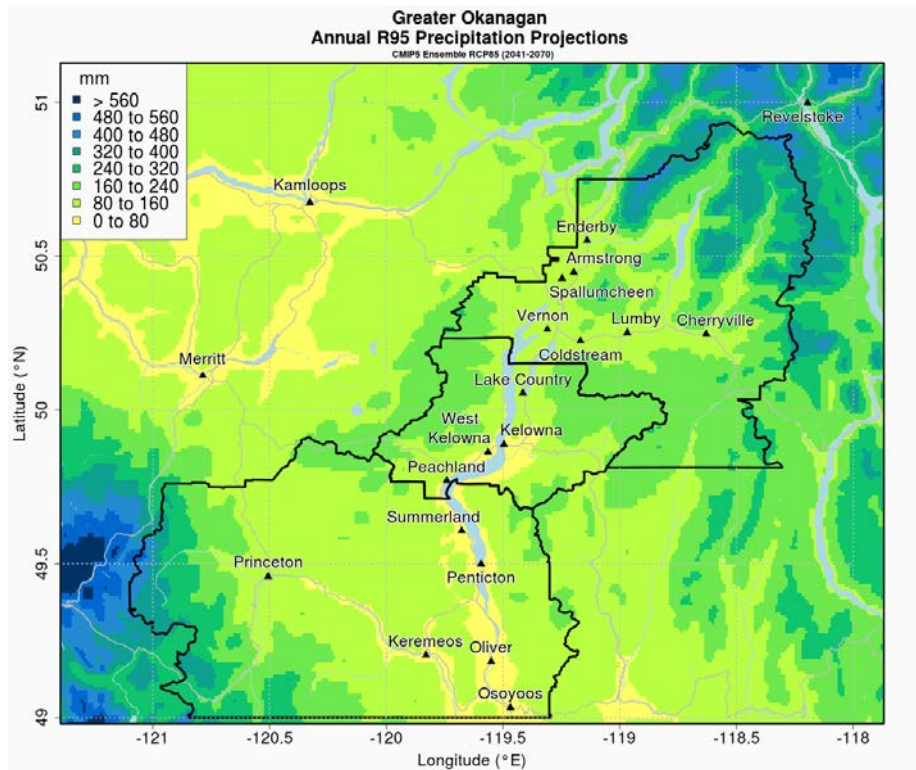 Greater Okanagan
Annual R95 Precipitation Projections
CMIP5 Ensemble RCP85 (2041-2070)
mm
> 560
480 to 560
400 to 480
320 to 400
240 to 320
160 to 240
80 to 160
0 to 80
Revelstoke
Kamloops
Enderby
Armstrong
Spallumcheen
Vernon
Lumby
Cherryville
Coldstream
Merritt
Lake Country
West
Kelowna
Kelowna
Peachland
Summerland
Princeton
Penticton
Keremeos
Oliver
Osoyoos
Latitude (°N)
51
50.5
50
49.5
49
-121
-120.5
-120
-119.5
-119
-118.5
-118
Longitude (°E)